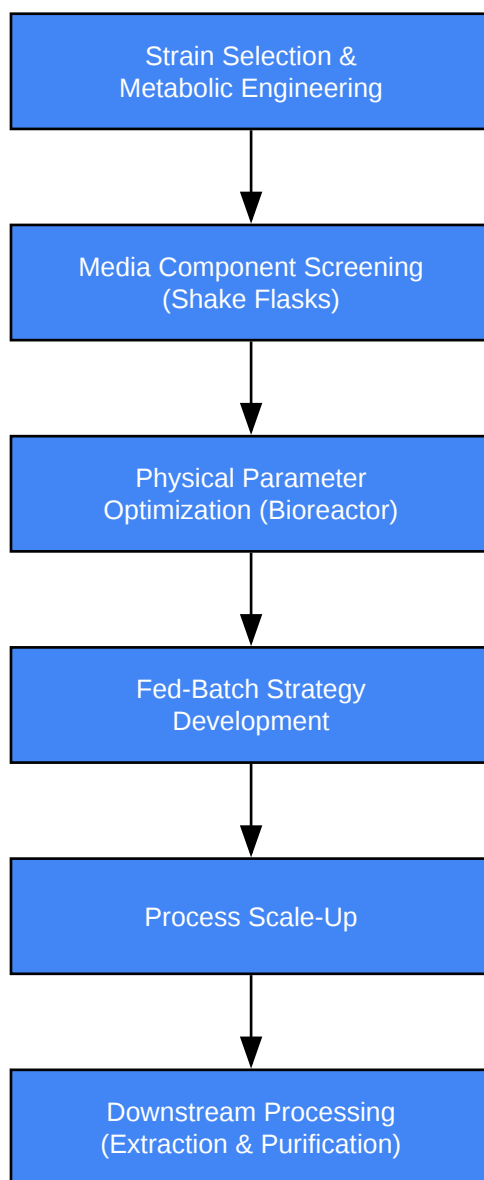 Strain Selection &
Metabolic Engineering
Media Component Screening
(Shake Flasks)
Physical Parameter
Optimization (Bioreactor)
Fed-Batch Strategy
Development
Process Scale-Up
Downstream Processing
(Extraction & Purification)